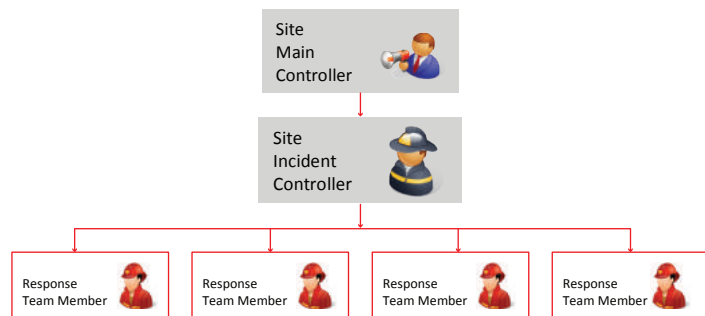 Site
Main
Controller
Site
Incident
Controller
Response
Team Member
Response
Team Member
Response
Team Member
Response
Team Member